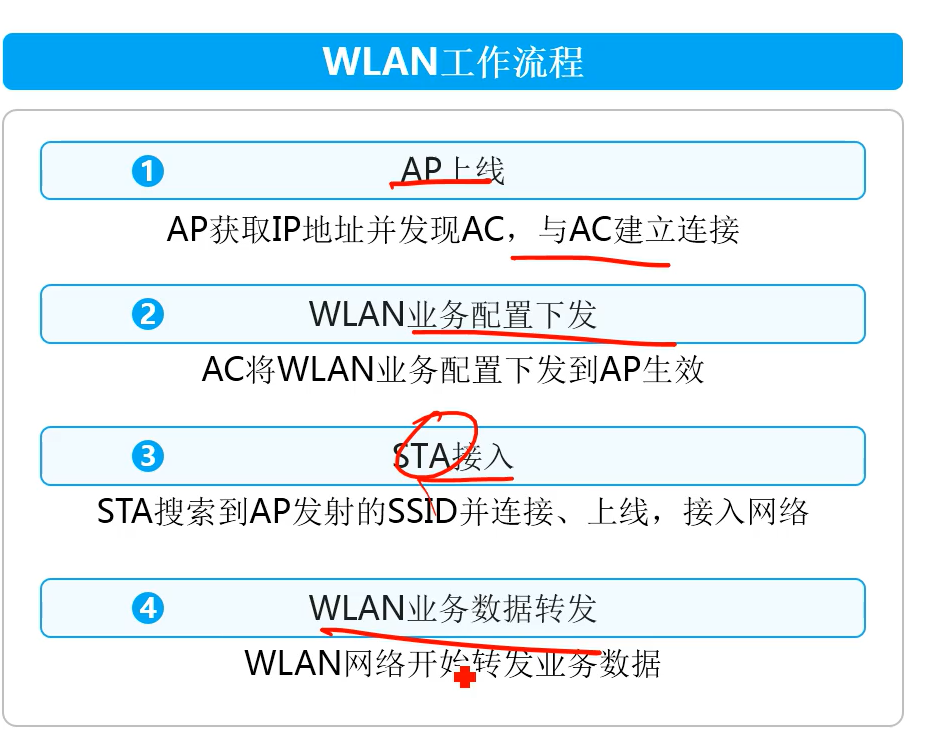 WLAN工作流程
1 AP上线
AP获取IP地址并发现AC，与AC建立连接
2 WLAN业务配置下发
AC将WLAN业务配置下发到AP生效
3 STA接入
STA搜索到AP发射的SSID并连接、上线，接入网络
4 WLAN业务数据转发
WLAN网络开始转发业务数据